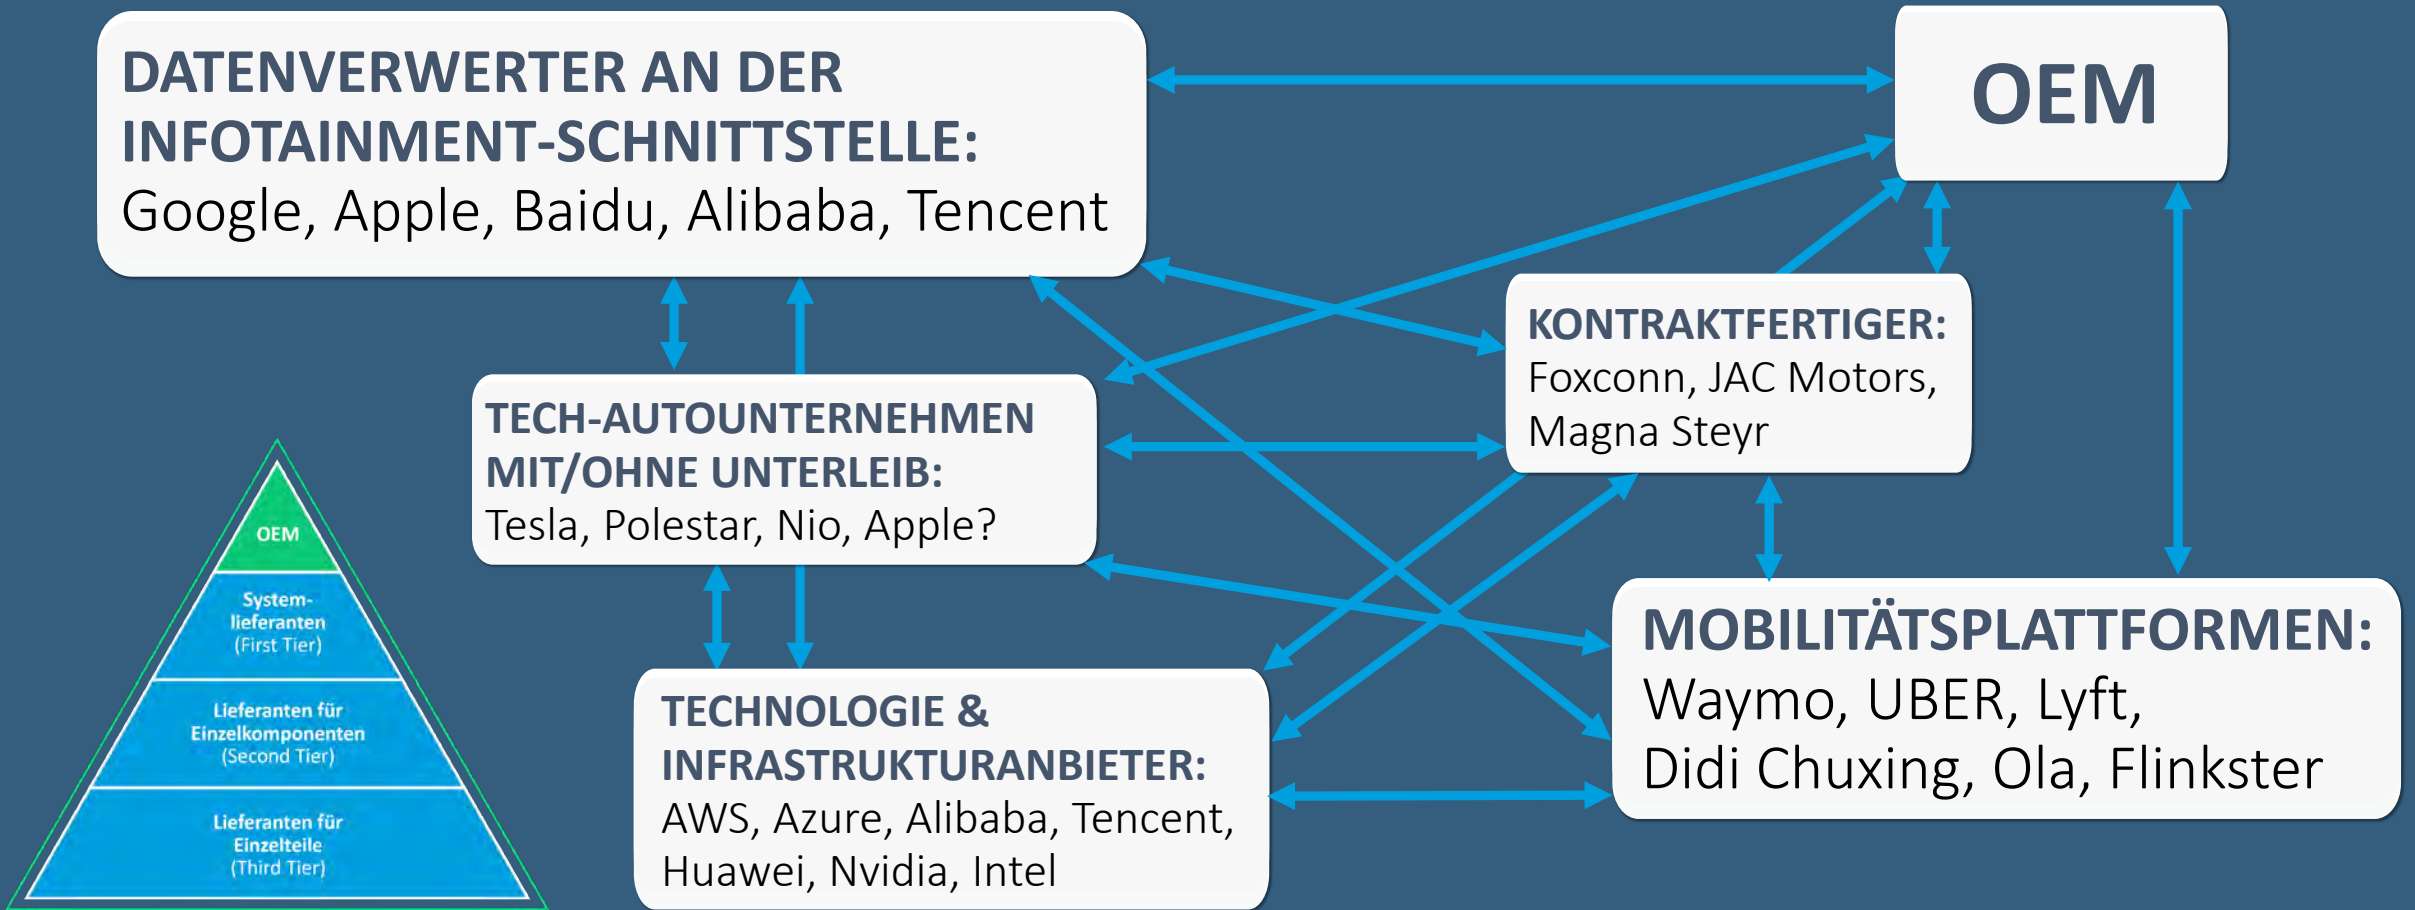 DATENVERWERTER AN DER
INFOTAINMENT-SCHNITTSTELLE:
Google, Apple, Baidu, Alibaba, Tencent
OEM
KONTRAKTFERTIGER:
Foxconn, JAC Motors,
Magna Steyr
TECH-AUTOUNTERNEHMEN
MIT/OHNE UNTERLEIB:
Tesla, Polestar, Nio, Apple?
OEM
System-
lieferanten
(First Tier)
Lieferanten für
Einzelkomponenten
(Second Tier)
Lieferanten für
Einzelteile
(Third Tier)
TECHNOLOGIE &
INFRASTRUKTURANBIETER:
AWS, Azure, Alibaba, Tencent,
Huawei, Nvidia, Intel
MOBILITÄTSPLATTFORMEN:
Waymo, UBER, Lyft,
Didi Chuxing, Ola, Flinkster